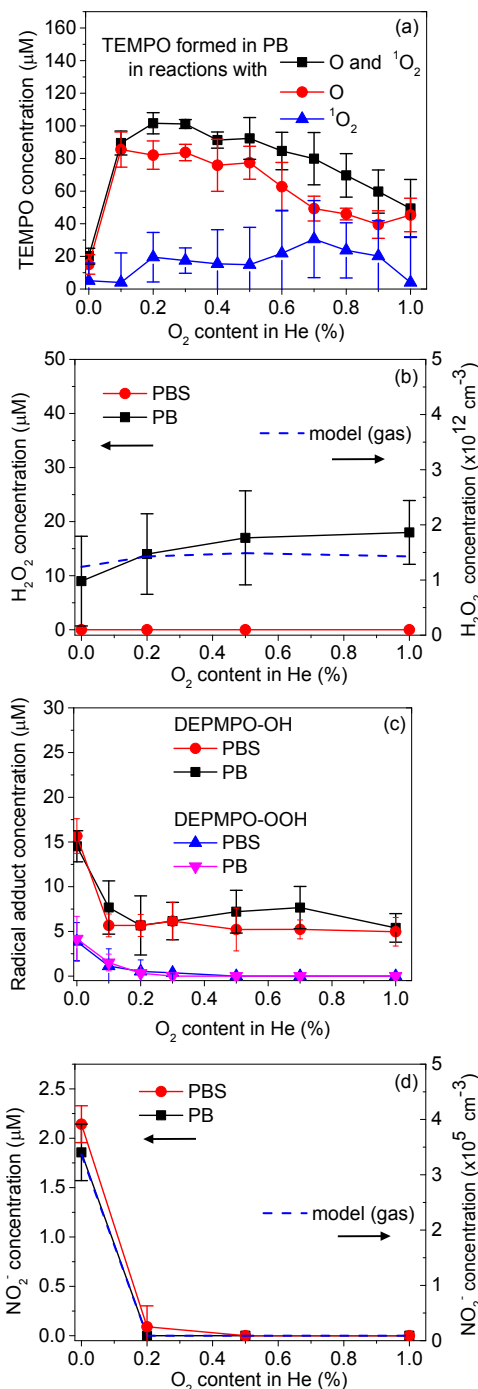 (a)
TEMPO formed in PB
in reactions with
O and ¹O₂
O
¹O₂
TEMPO concentration (μM)
160
140
120
100
80
60
40
20
0
0.0 0.1 0.2 0.3 0.4 0.5 0.6 0.7 0.8 0.9 1.0
O₂ content in He (%)
(b)
PBS
PB
model (gas)
H₂O₂ concentration (μM)
50
40
30
20
10
0
5
4
3
2
1
0
H₂O₂ concentration (x10¹² cm⁻³)
0.0 0.2 0.4 0.6 0.8 1.0
O₂ content in He (%)
(c)
DEPMPO-OH
PBS
PB
DEPMPO-OOH
PBS
PB
Radical adduct concentration (μM)
30
25
20
15
10
5
0
0.0 0.2 0.4 0.6 0.8 1.0
O₂ content in He (%)
(d)
PBS
PB
model (gas)
NO₂⁻ concentration (μM)
2.5
2.0
1.5
1.0
0.5
0.0
5
4
3
2
1
0
NO₂⁻ concentration (x10⁵ cm⁻³)
0.0 0.2 0.4 0.6 0.8 1.0
O₂ content in He (%)